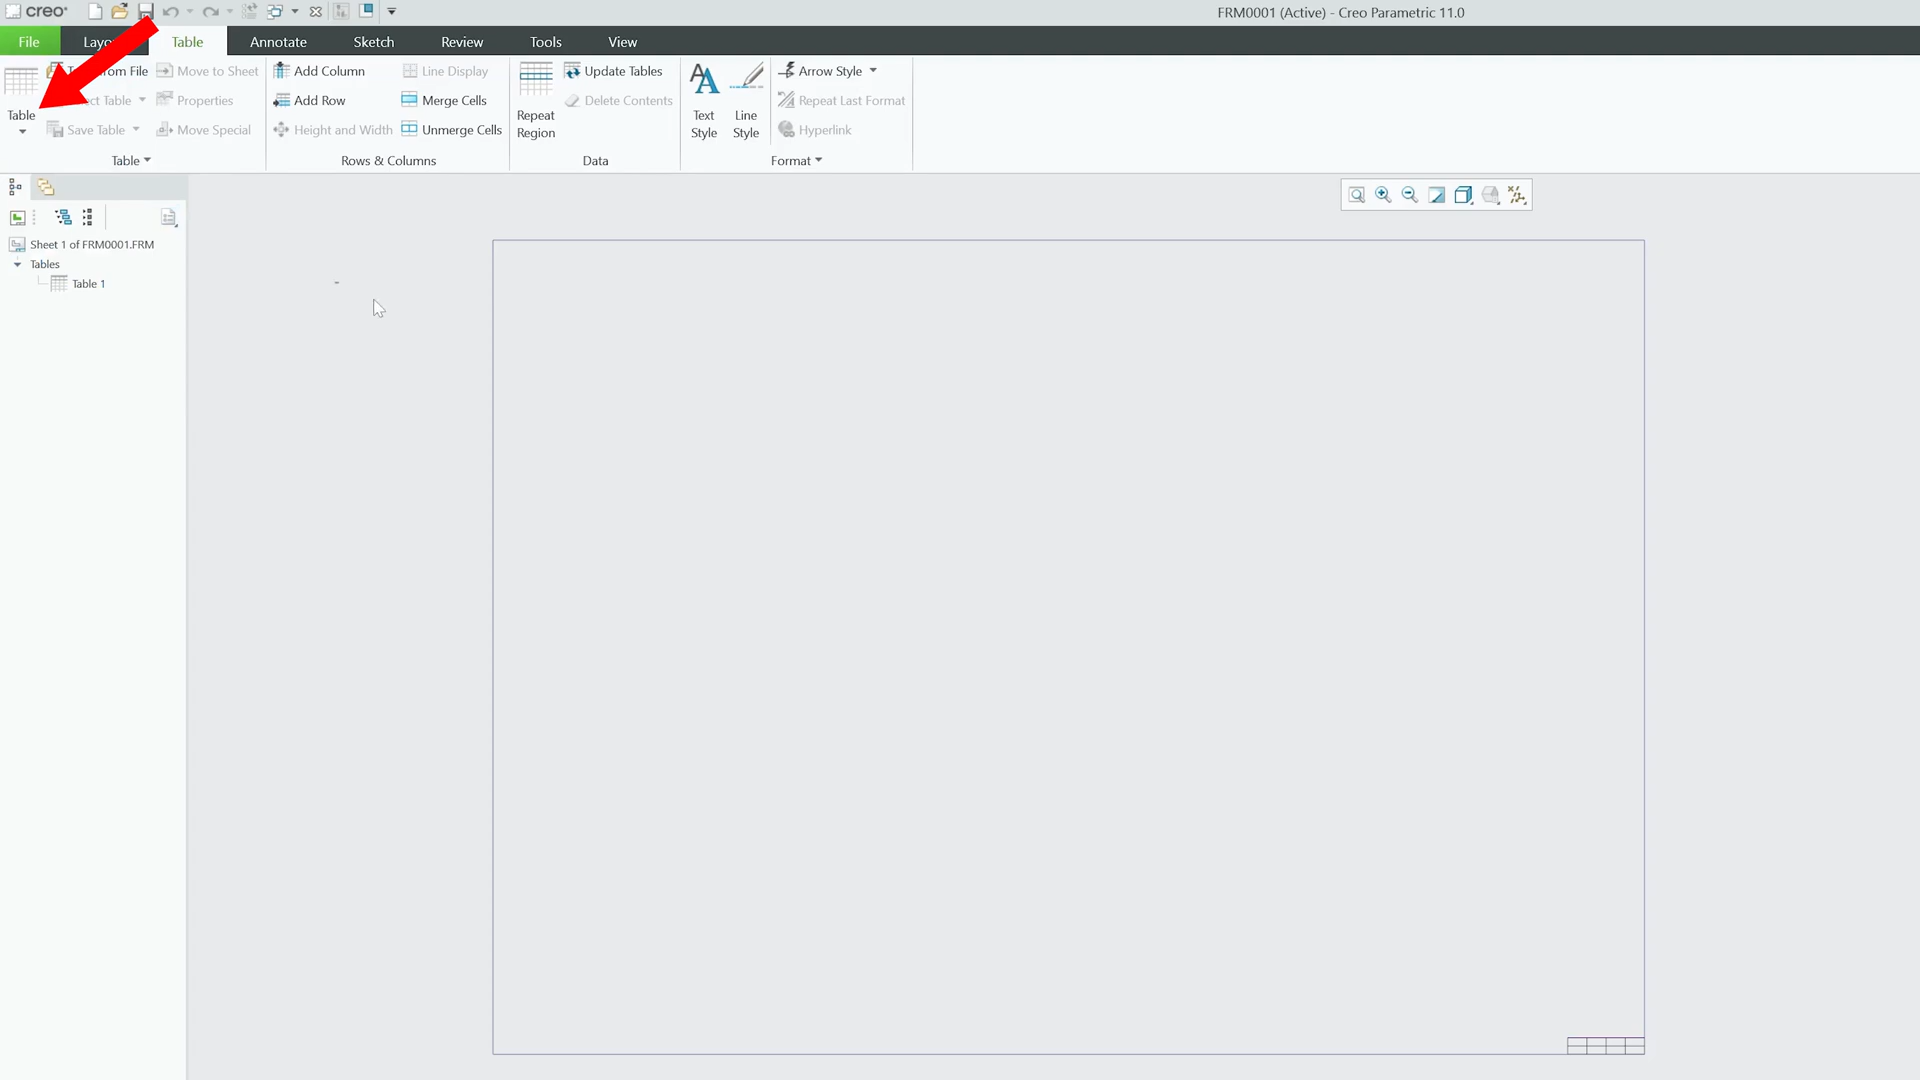 creo
FRM0001 (Active) - Creo Parametric 11.0
File Table Annotate Sketch Review Tools View
from File Move to Sheet Add Column Line Display Update Tables Arrow Style
Table Table Properties Add Row Merge Cells Repeat Region Delete Contents Text Style Line Style Repeat Last Format
Save Table Move Special Height and Width Unmerge Cells Hyperlink
Table Rows & Columns Data Format
Sheet 1 of FRM0001.FRM
Tables
Table 1